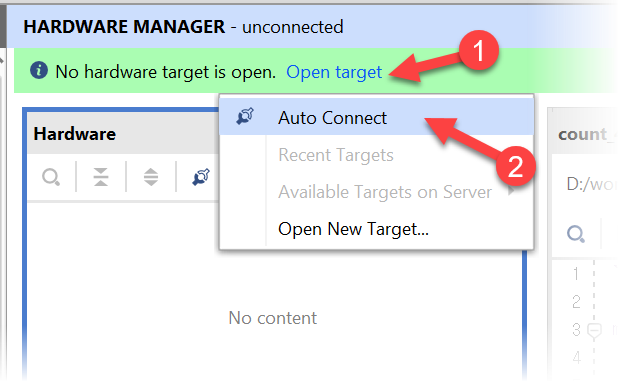 HARDWARE MANAGER - unconnected
1
No hardware target is open. Open target
Auto Connect
Hardware
count_
2
Recent Targets
Available Targets on Server
D:/wo
Open New Target...
1
2
No content
3
4